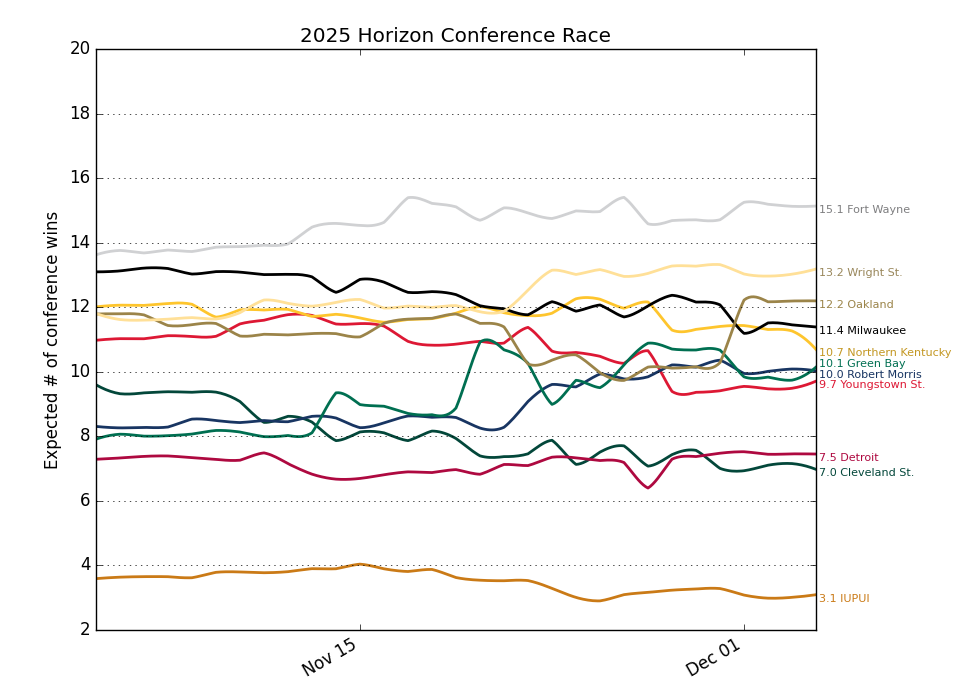 2025 Horizon Conference Race
Expected # of conference wins
20
18
16
14
12
10
8
6
4
2
Nov 15
Dec 01
15.1 Fort Wayne
13.2 Wright St.
12.2 Oakland
11.4 Milwaukee
10.7 Northern Kentucky
10.1 Green Bay
10.0 Robert Morris
9.7 Youngstown St.
7.5 Detroit
7.0 Cleveland St.
3.1 IUPUI